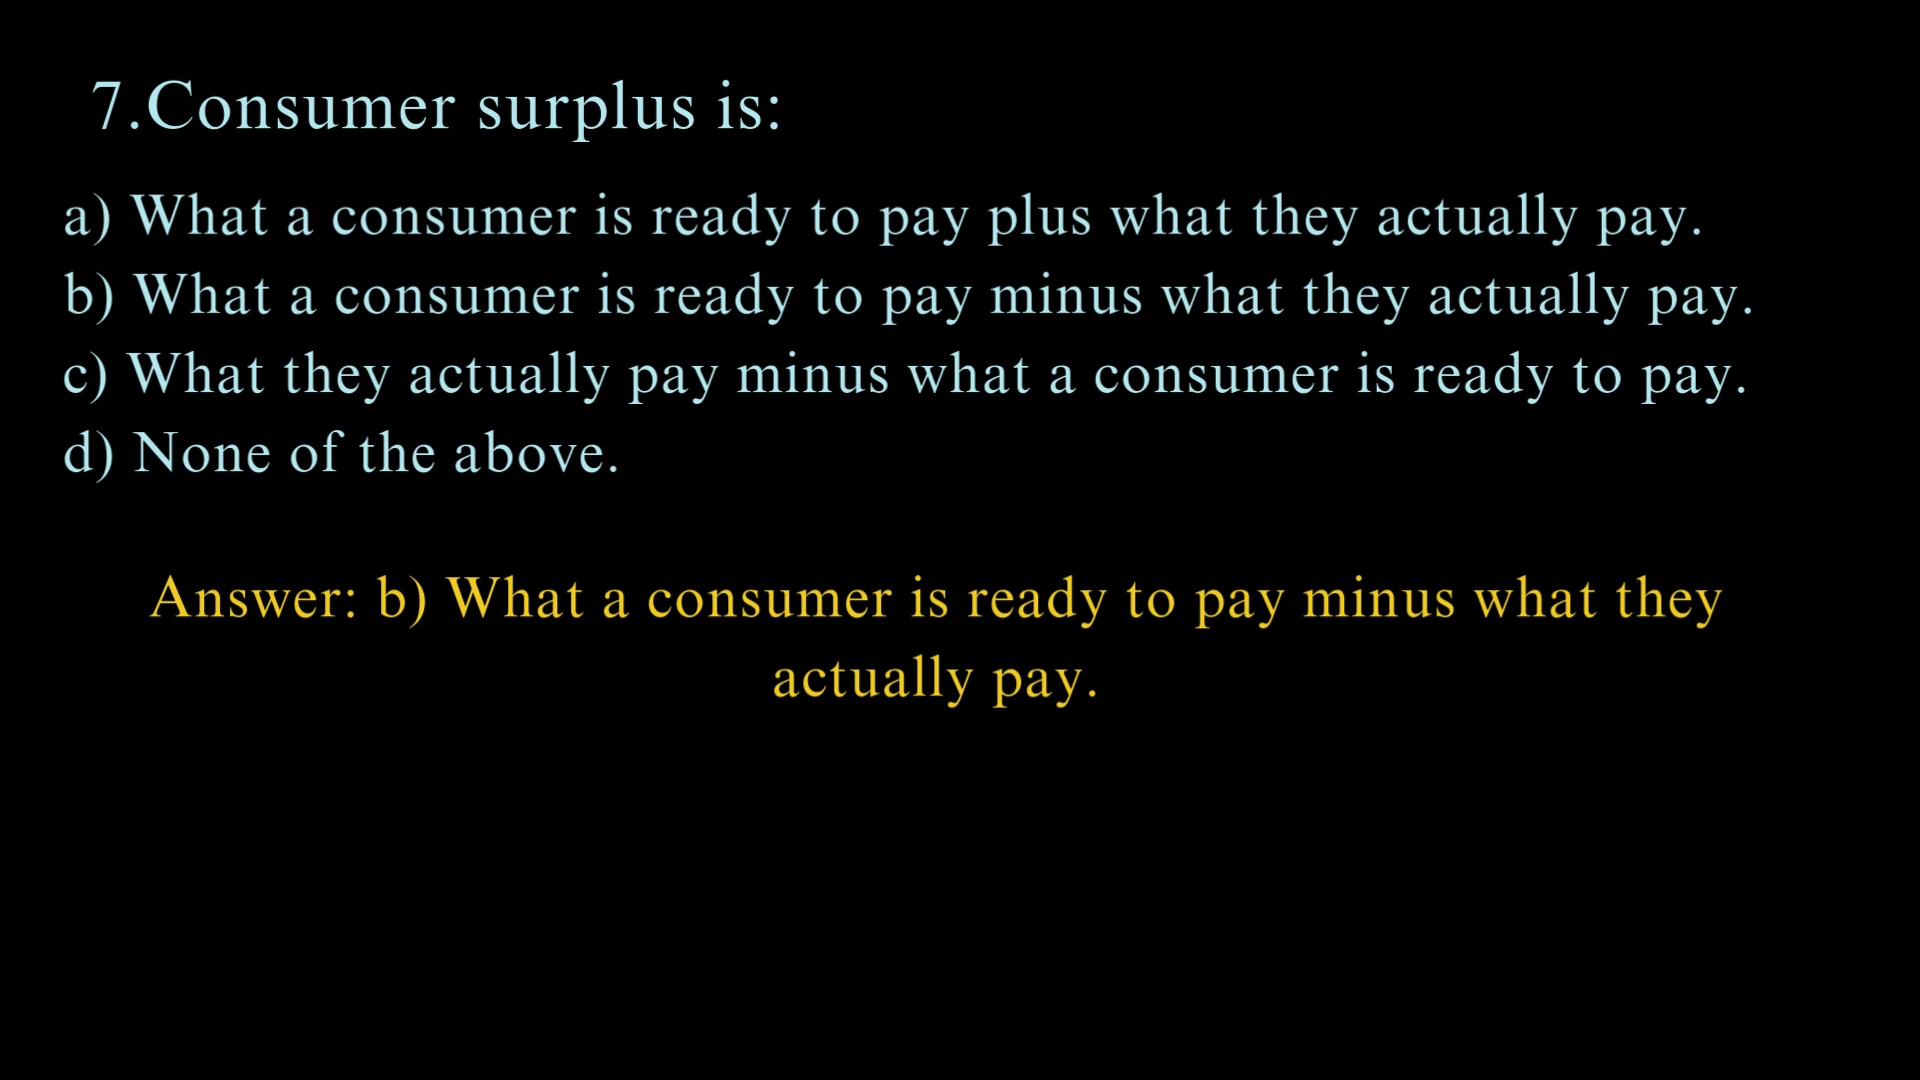 7.Consumer surplus is:
a) What a consumer is ready to pay plus what they actually pay.
b) What a consumer is ready to pay minus what they actually pay.
c) What they actually pay minus what a consumer is ready to pay.
d) None of the above.
Answer: b) What a consumer is ready to pay minus what they
actually pay.